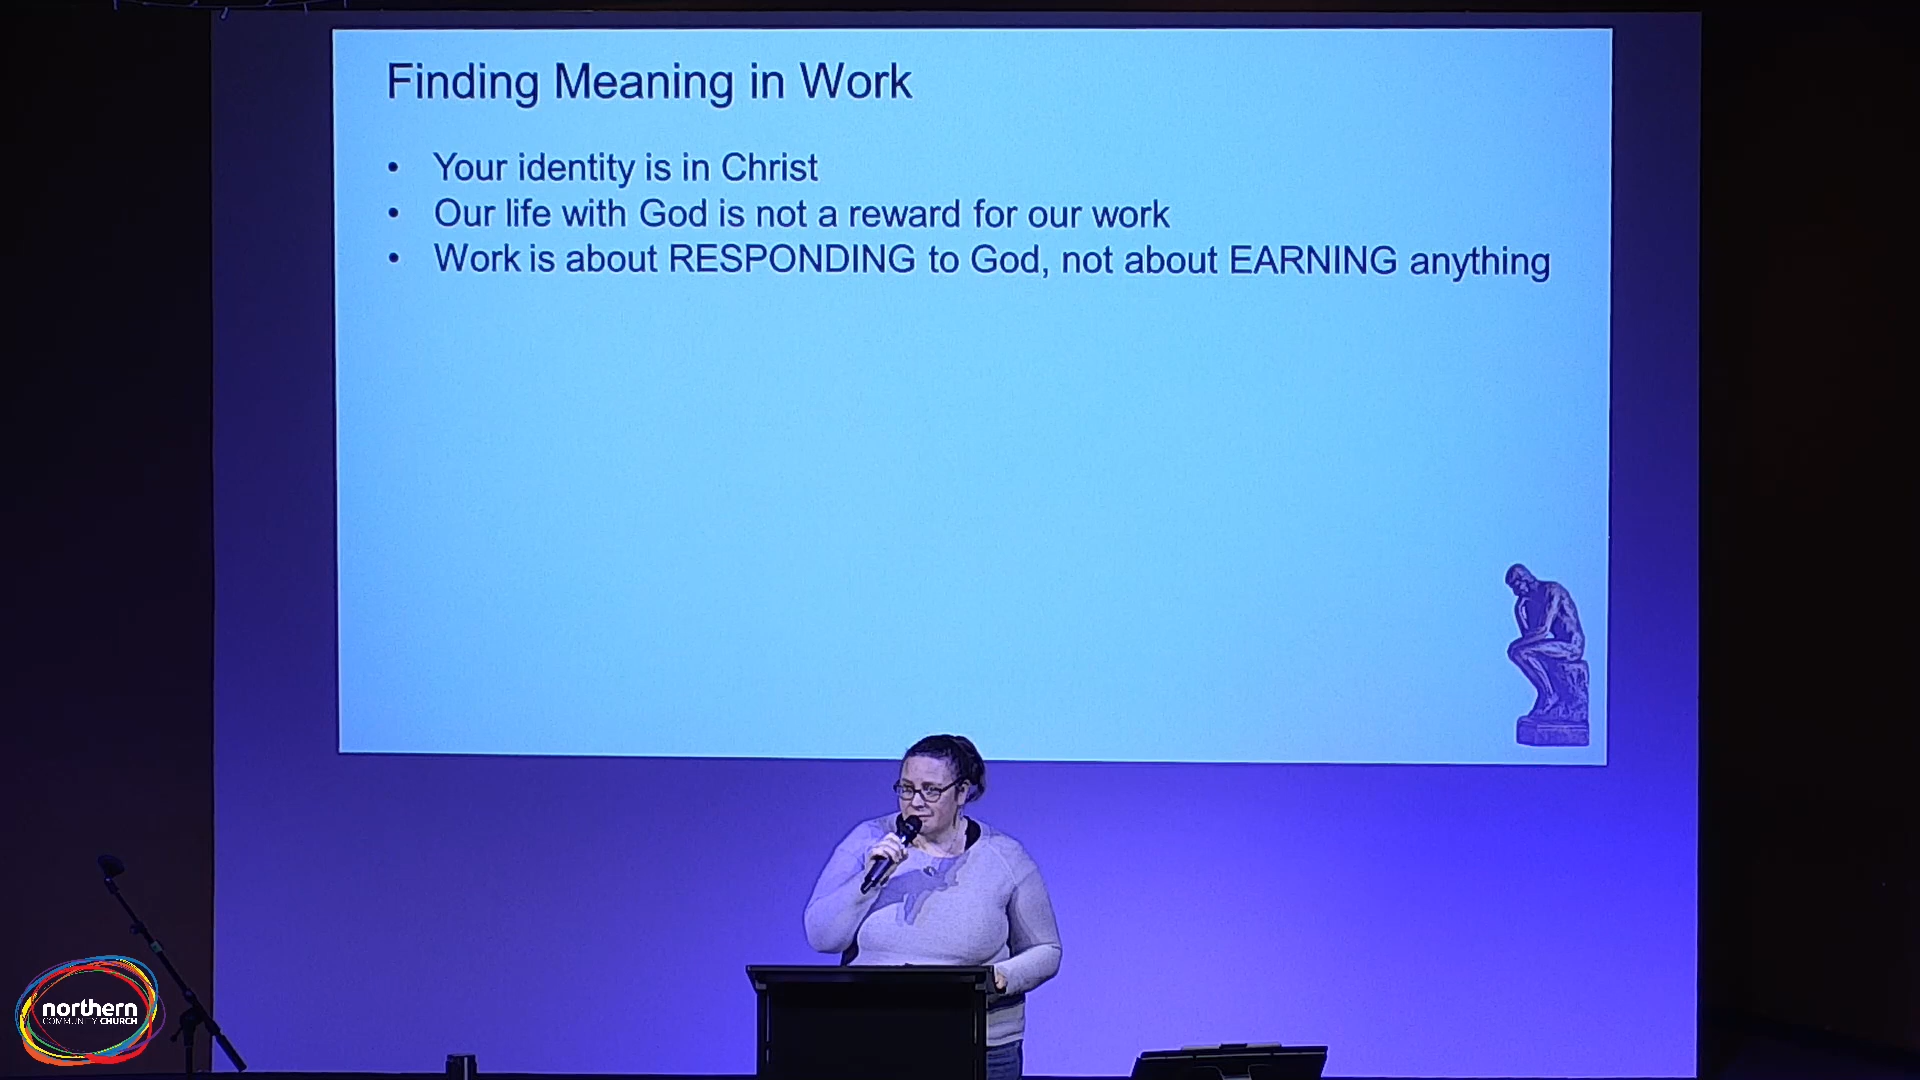 Finding Meaning in Work
• Your identity is in Christ
• Our life with God is not a reward for our work
• Work is about RESPONDING to God, not about EARNING anything
northern
COMMUNITY CHURCH